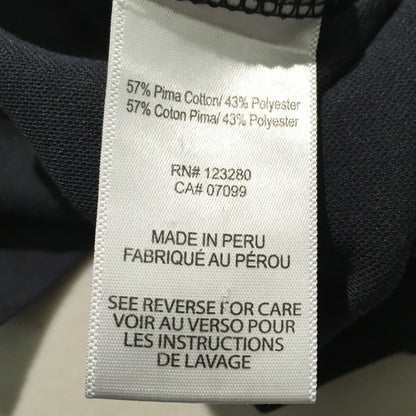 57% Pima Cotton/ 43% Polyester
57% Coton Pima/ 43% Polyester
RN# 123280
CA# 07099
MADE IN PERU
FABRIQUÉ AU PÉROU
SEE REVERSE FOR CARE
VOIR AU VERSO POUR
LES INSTRUCTIONS
DE LAVAGE